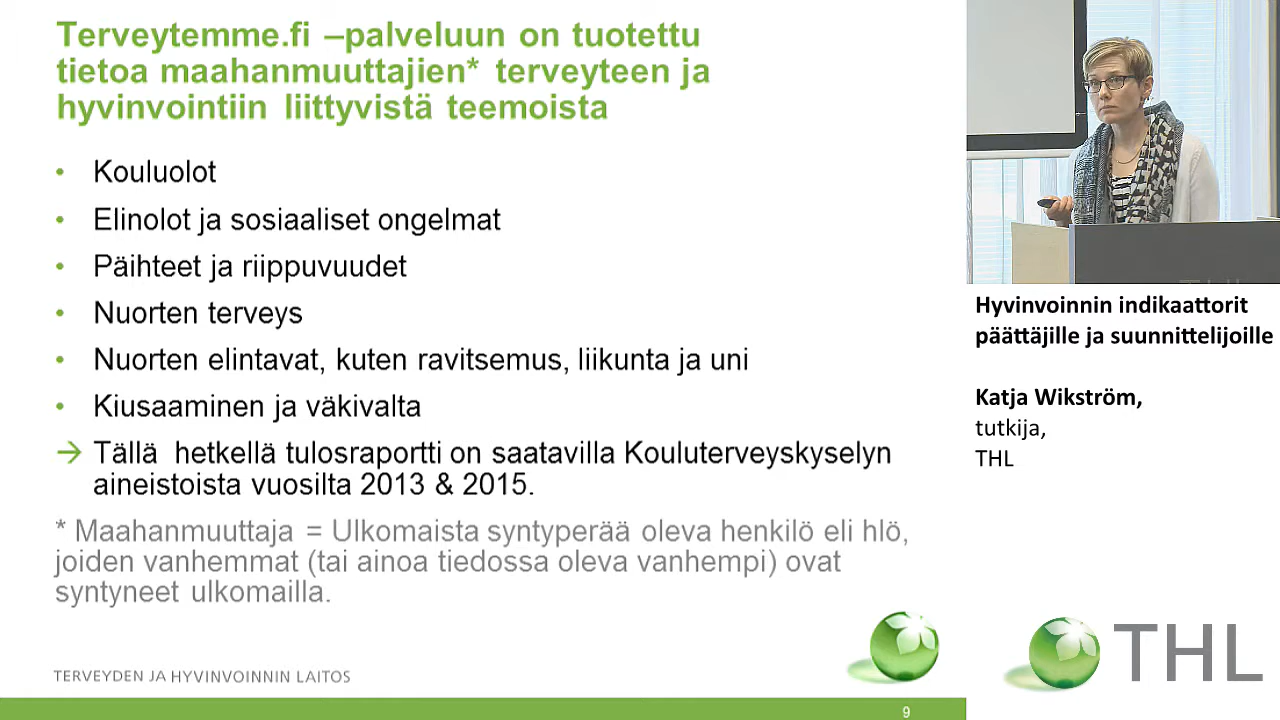 Terveytemme.fi –palveluun on tuotettu
tietoa maahanmuuttajien* terveyteen ja
hyvinvointiin liittyvistä teemoista
• Kouluolot
• Elinolot ja sosiaaliset ongelmat
• Päihteet ja riippuvuudet
• Nuorten terveys
• Nuorten elintavat, kuten ravitsemus, liikunta ja uni
• Kiusaaminen ja väkivalta
→ Tällä hetkellä tulosraportti on saatavilla Kouluterveyskyselyn
aineistoista vuosilta 2013 & 2015.
* Maahanmuuttaja = Ulkomaista syntyperää oleva henkilö eli hlö,
joiden vanhemmat (tai ainoa tiedossa oleva vanhempi) ovat
syntyneet ulkomailla.
TERVEYDEN JA HYVINVOINNIN LAITOS
9
Hyvinvoinnin indikaattorit
päättäjille ja suunnittelijoille
Katja Wikström,
tutkija,
THL
THL